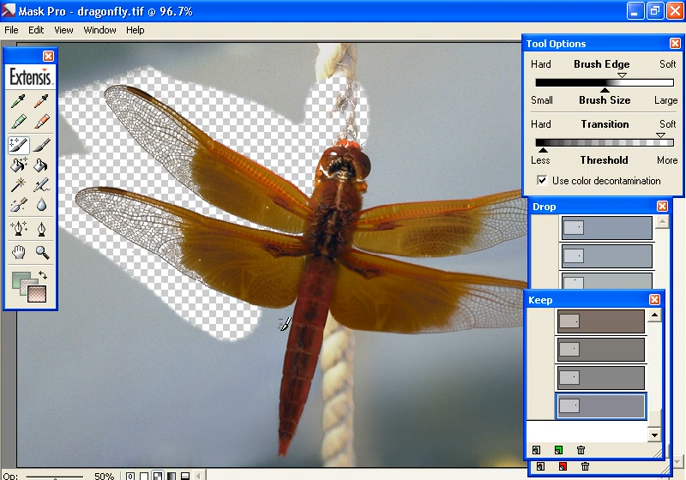 Mask Pro - dragonfly.tif @ 96.7%
File Edit View Window Help
Extensis
Tool Options
Hard Brush Edge Soft
Small Brush Size Large
Hard Transition Soft
Less Threshold More
Use color decontamination
Drop
Keep
Op: 50%